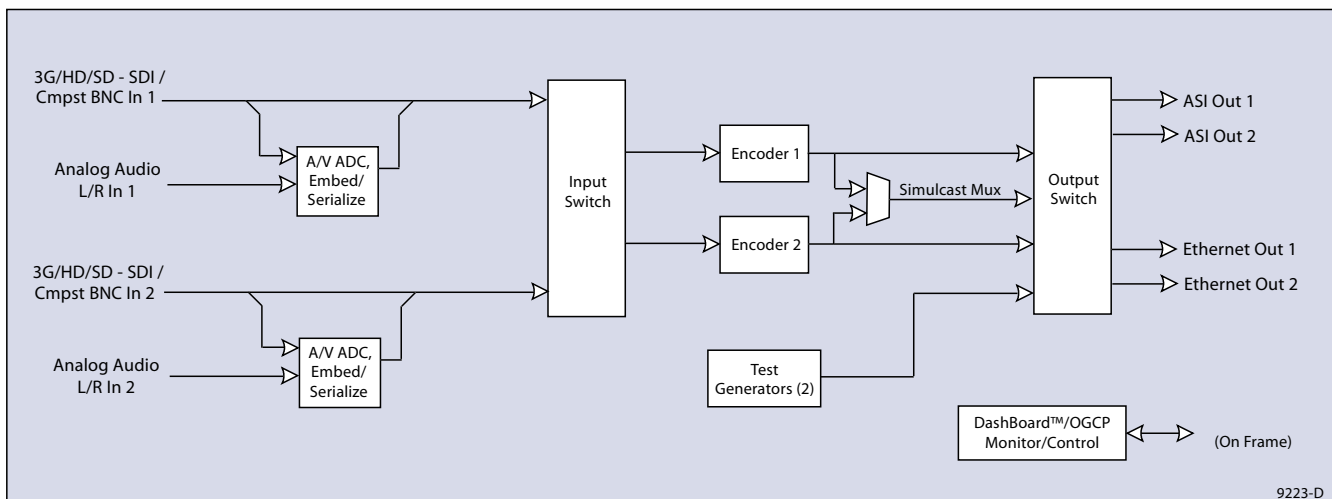 3G/HD/SD - SDI /
Cmpst BNC In 1
Analog Audio
L/R In 1
A/V ADC,
Embed/
Serialize
3G/HD/SD - SDI /
Cmpst BNC In 2
Analog Audio
L/R In 2
A/V ADC,
Embed/
Serialize
Input
Switch
Encoder 1
Encoder 2
Simulcast Mux
Test
Generators (2)
Output
Switch
ASI Out 1
ASI Out 2
Ethernet Out 1
Ethernet Out 2
DashBoard™/OGCP
Monitor/Control
(On Frame)
9223-D